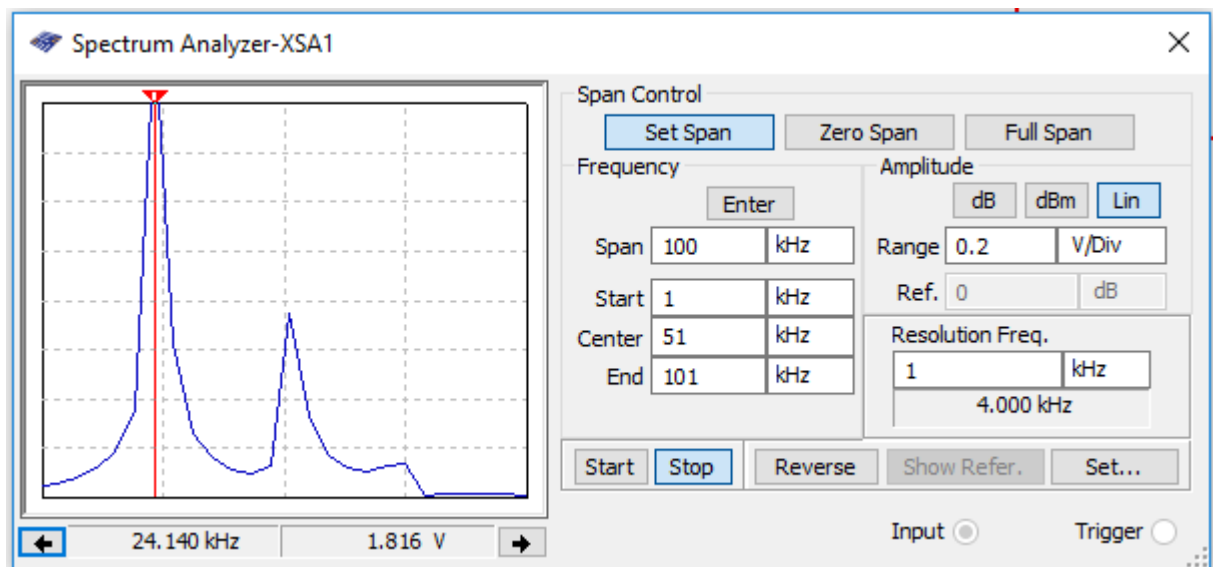 Spectrum Analyzer-XSA1
Span Control
Set Span Zero Span Full Span
Frequency
Enter
Span 100 kHz
Start 1 kHz
Center 51 kHz
End 101 kHz
Amplitude
dB dBm Lin
Range 0.2 V/Div
Ref. 0 dB
Resolution Freq.
1 kHz
4.000 kHz
Start Stop Reverse Show Refer. Set...
24.140 kHz 1.816 V
Input Trigger